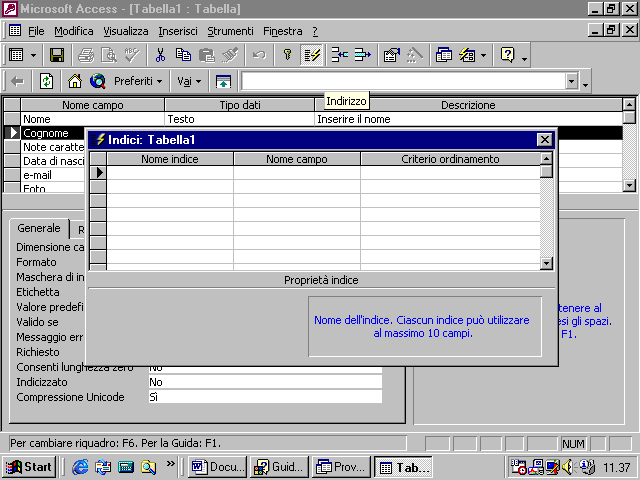 Microsoft Access - [Tabella1 : Tabella]
File Modifica Visualizza Inserisci Strumenti Finestra ?
Preferiti Vai
Indirizzo
Nome campo Tipo dati Descrizione
Nome Testo Inserire il nome
Cognome
Note caratte
Data di nasci
e-mail
Foto
Indici: Tabella1
Nome indice Nome campo Criterio ordinamento
Proprietà indice
Nome dell'indice. Ciascun indice può utilizzare
al massimo 10 campi.
Generale R
Dimensione ca
Formato
Maschera di in
Etichetta
Valore predefi
Valido se
Messaggio err
Richiesto
Consenti lunghezza zero No
Indicizzato No
Compressione Unicode Sì
tenere al
esi gli spazi.
F1.
Per cambiare riquadro: F6. Per la Guida: F1.
NUM
Start » Docu... Guid... Prov... Tab... 11.37